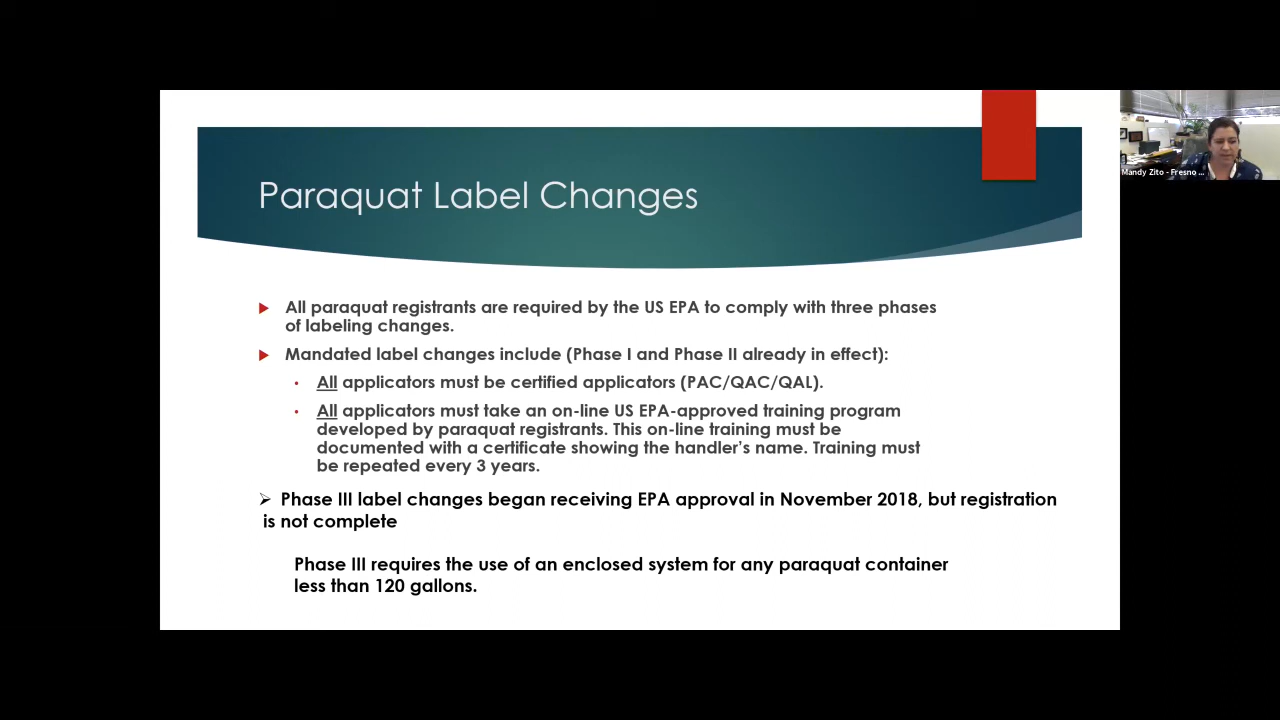 Paraquat Label Changes
Mandy Zito - Fresno ...
All paraquat registrants are required by the US EPA to comply with three phases
of labeling changes.
Mandated label changes include (Phase I and Phase II already in effect):
All applicators must be certified applicators (PAC/QAC/QAL).
All applicators must take an on-line US EPA-approved training program
developed by paraquat registrants. This on-line training must be
documented with a certificate showing the handler's name. Training must
be repeated every 3 years.
Phase III label changes began receiving EPA approval in November 2018, but registration
is not complete
Phase III requires the use of an enclosed system for any paraquat container
less than 120 gallons.